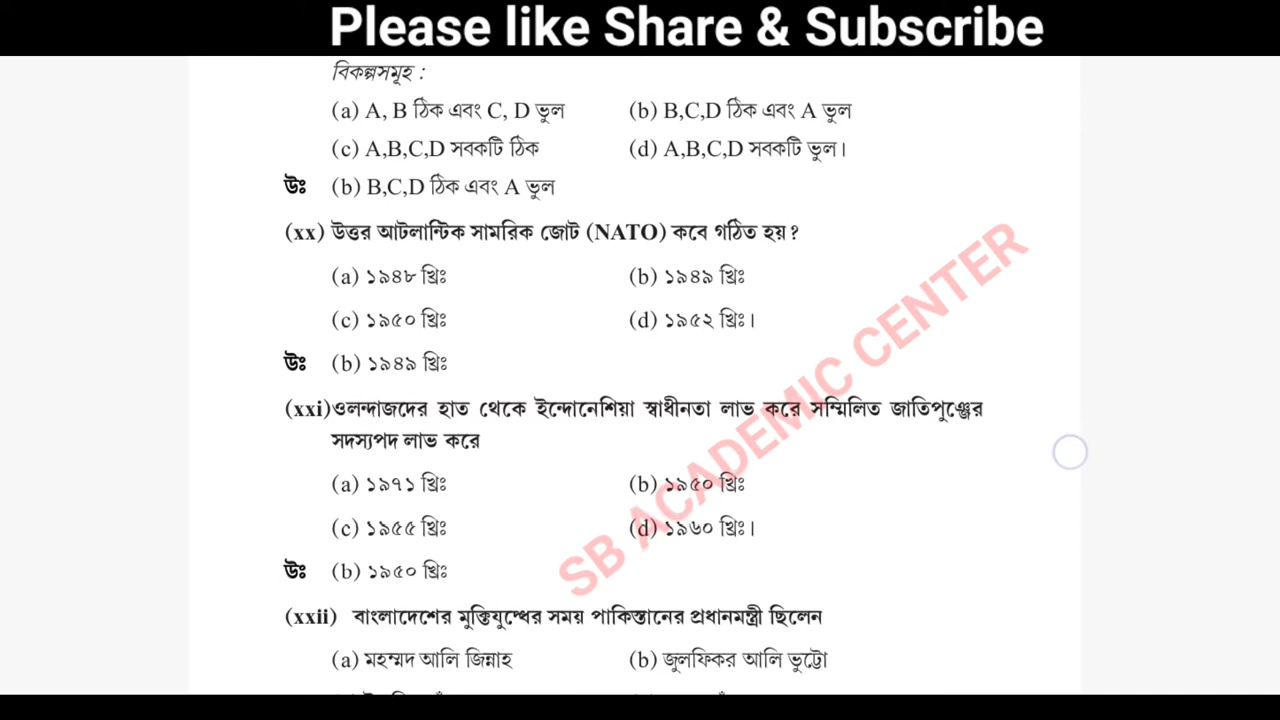 Please like Share & Subscribe
বিকল্পসমূহ :
(a) A, B ঠিক এবং C, D ভুল (b) B,C,D ঠিক এবং A ভুল
(c) A,B,C,D সবকটি ঠিক (d) A,B,C,D সবকটি ভুল।
উঃ (b) B,C,D ঠিক এবং A ভুল
(xx) উত্তর আটলান্টিক সামরিক জোট (NATO) কবে গঠিত হয়?
(a) ১৯৪৮ খ্রিঃ (b) ১৯৪৯ খ্রিঃ
(c) ১৯৫০ খ্রিঃ (d) ১৯৫২ খ্রিঃ।
উঃ (b) ১৯৪৯ খ্রিঃ
(xxi)ওলন্দাজদের হাত থেকে ইন্দোনেশিয়া স্বাধীনতা লাভ করে সম্মিলিত জাতিপুঞ্জের
সদস্যপদ লাভ করে
(a) ১৯৭১ খ্রিঃ (b) ১৯৫০ খ্রিঃ
(c) ১৯৫৫ খ্রিঃ (d) ১৯৬০ খ্রিঃ।
উঃ (b) ১৯৫০ খ্রিঃ
(xxii) বাংলাদেশের মুক্তিযুদ্ধের সময় পাকিস্তানের প্রধানমন্ত্রী ছিলেন
(a) মহম্মদ আলি জিন্নাহ (b) জুলফিকর আলি ভুট্টো
SB ACADEMIC CENTER